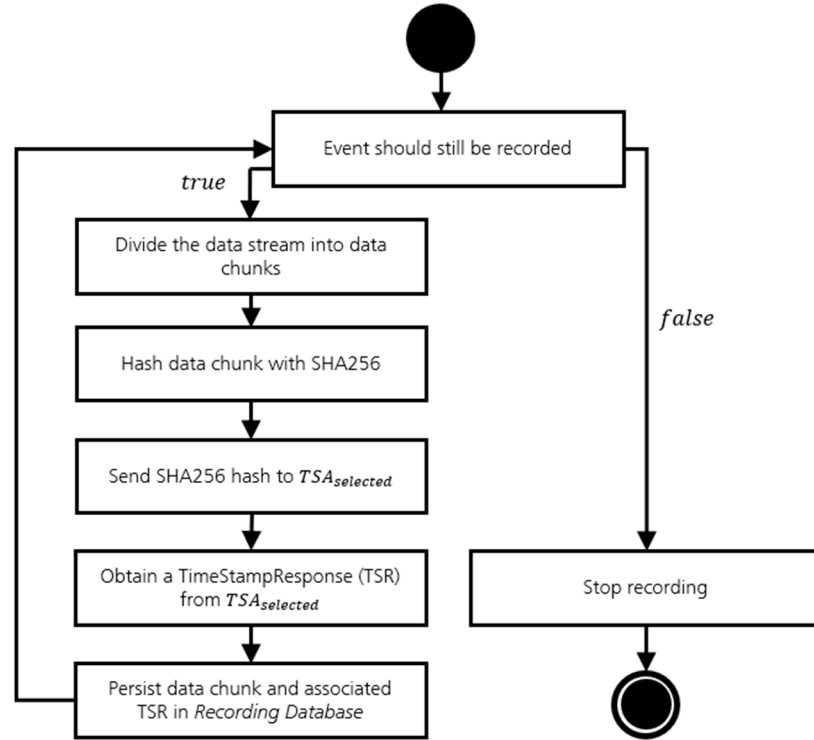 Event should still be recorded
true
Divide the data stream into data
chunks
false
Hash data chunk with SHA256
Send SHA256 hash to TSAselected
Obtain a TimeStampResponse (TSR)
from TSAselected
Stop recording
Persist data chunk and associated
TSR in Recording Database